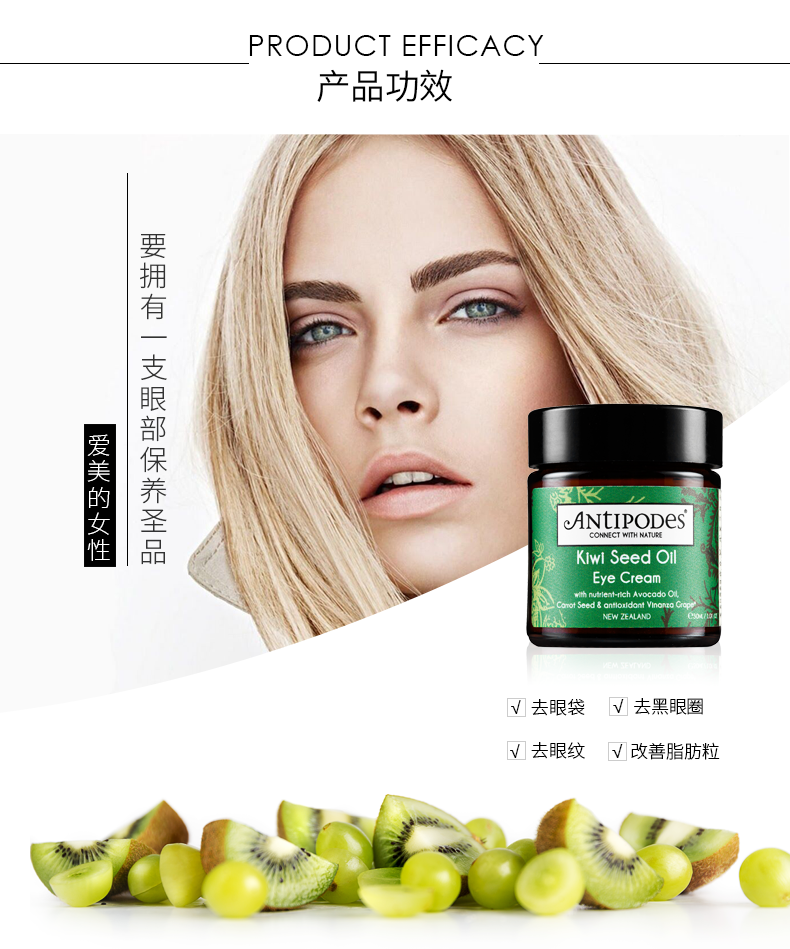 PRODUCT EFFICACY
产品功效
爱美的女性
要拥有一支眼部保养圣品
ANTIPODES®
CONNECT WITH NATURE
Kiwi Seed Oil
Eye Cream
with nutrient-rich Avocado Oil,
Carrot Seed & antioxidant Vinanza Grape®
NEW ZEALAND
√ 去眼袋 √ 去黑眼圈
√ 去眼纹 √ 改善脂肪粒